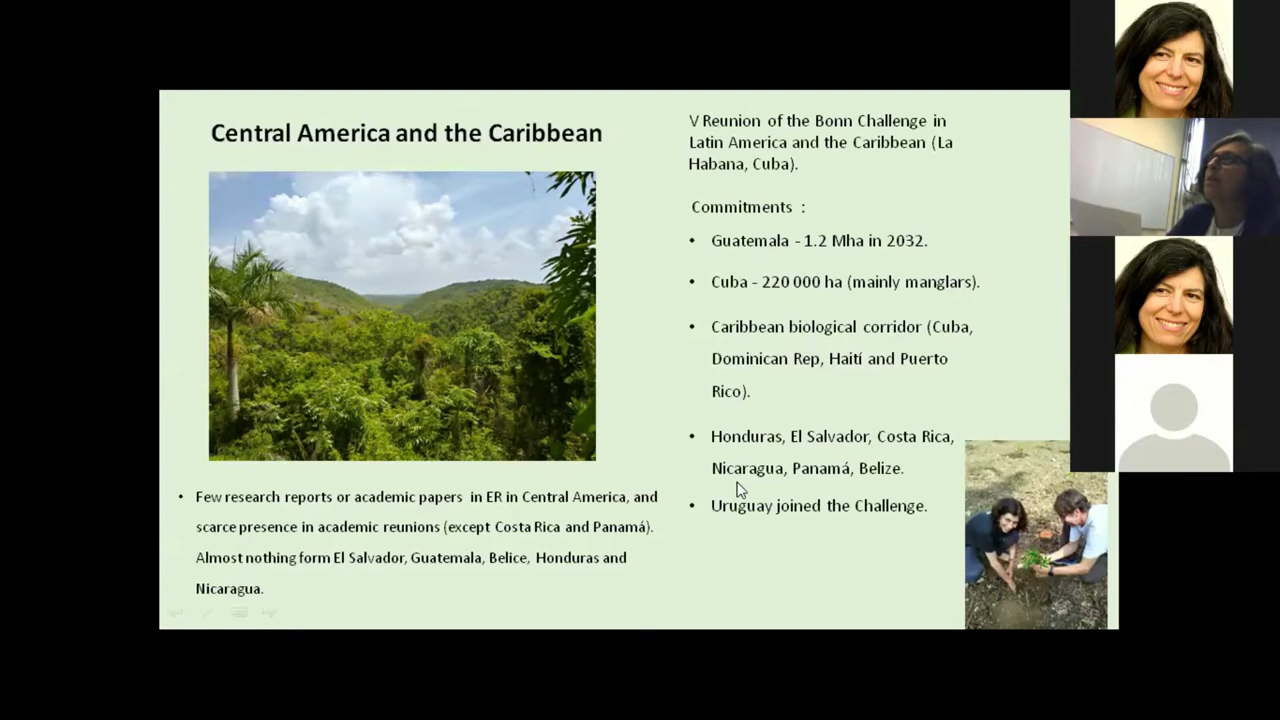 Central America and the Caribbean
Few research reports or academic papers in ER in Central America, and
scarce presence in academic reunions (except Costa Rica and Panamá).
Almost nothing form El Salvador, Guatemala, Belice, Honduras and
Nicaragua.
V Reunion of the Bonn Challenge in
Latin America and the Caribbean (La
Habana, Cuba).
Commitments :
Guatemala - 1.2 Mha in 2032.
Cuba - 220 000 ha (mainly manglars).
Caribbean biological corridor (Cuba,
Dominican Rep, Haití and Puerto
Rico).
Honduras, El Salvador, Costa Rica,
Nicaragua, Panamá, Belize.
Uruguay joined the Challenge.